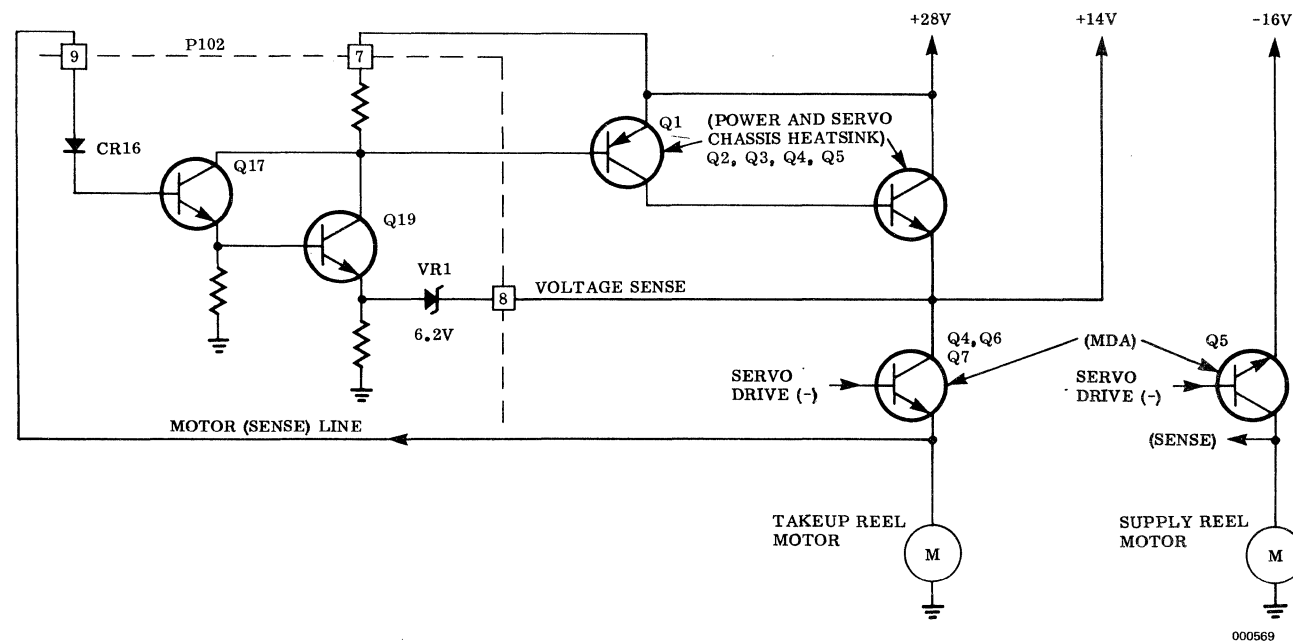 +28V
+14V
-16V
9
P102
7
CR16
Q17
Q19
Q1
(POWER AND SERVO
CHASSIS HEATSINK)
Q2, Q3, Q4, Q5
VR1
6.2V
8
VOLTAGE SENSE
Q4, Q6
Q7
(MDA)
Q5
SERVO
DRIVE (-)
SERVO
DRIVE (-)
MOTOR (SENSE) LINE
(SENSE)
TAKEUP REEL
MOTOR
M
SUPPLY REEL
MOTOR
M
000569